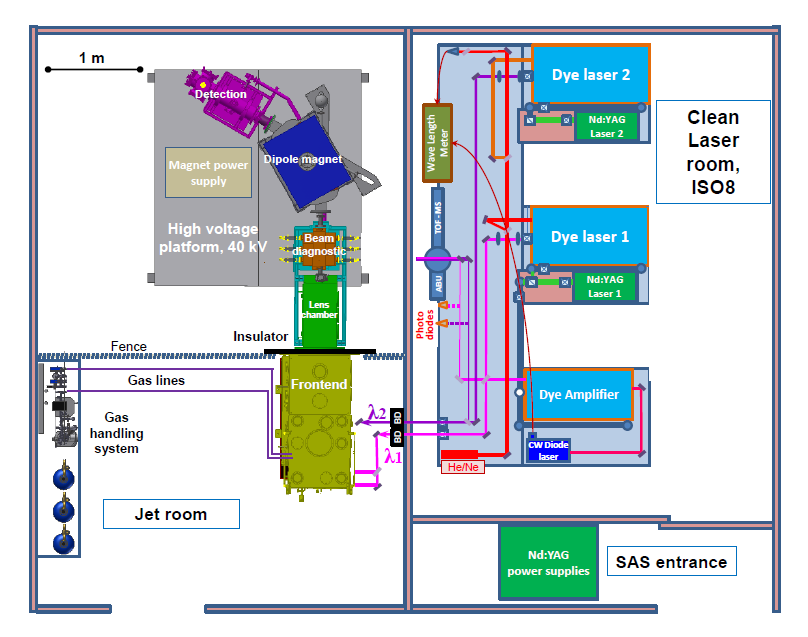 1 m
Detection
Dipole magnet
Magnet power
supply
High voltage
platform, 40 kV
Beam
diagnostic
Lens
chamber
Insulator
Fence
Gas lines
Frontend
Gas
handling
system
λ2
λ1
BD
BD
Jet room
Wave Length
Meter
TOF - MS
ABU
Photo
diodes
He/Ne
Dye laser 2
Nd:YAG
Laser 2
Dye laser 1
Nd:YAG
Laser 1
Dye Amplifier
CW Diode
laser
Clean
Laser
room,
ISO8
Nd:YAG
power supplies
SAS entrance